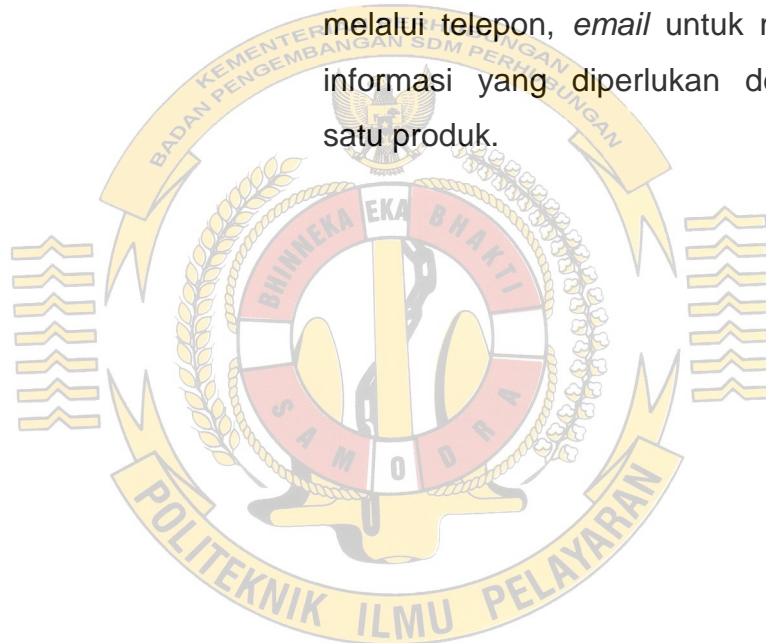 melalui telepon, email untuk
informasi yang diperlukan
satu produk.
KEMENTERIAN PERHUBUNGAN
BADAN PENGEMBANGAN SDM PERHUBUNGAN
BHINNEKA EKA BHAKTI
SAMODRA
POLITEKNIK ILMU PELAYARAN